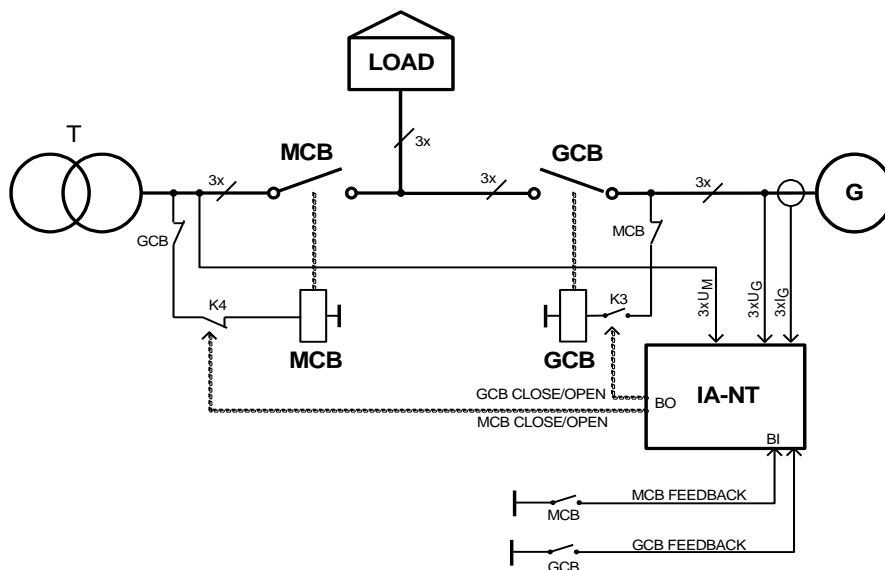 LOAD
T
3x
MCB
GCB
3x
3x
3x
G
GCB
MCB
K4
K3
3xUM
3xUG
3xIG
MCB
GCB
GCB CLOSE/OPEN
MCB CLOSE/OPEN
BO
IA-NT
BI
MCB FEEDBACK
MCB
GCB FEEDBACK
GCB